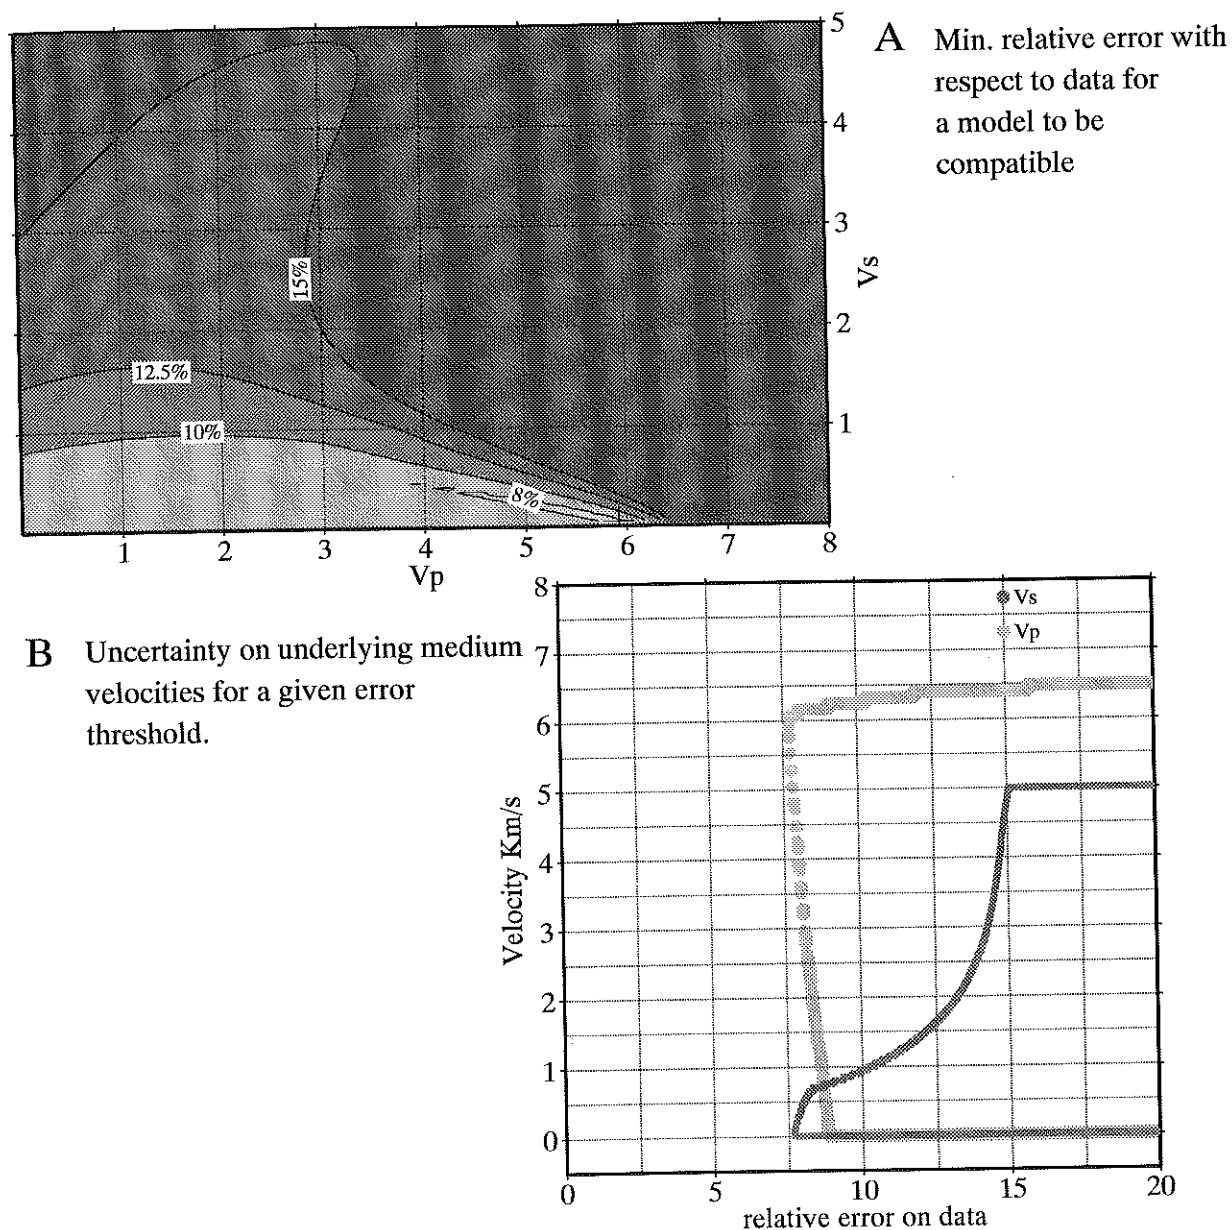 A Min. relative error with
respect to data for
a model to be
compatible
5
4
3
2
1
Vs
15%
12.5%
10%
8%
1 2 3 4 5 6 7 8
Vp
B Uncertainty on underlying medium
velocities for a given error
threshold.
Vs
Vp
8
7
6
5
4
3
2
1
0
Velocity Km/s
0 5 10 15 20
relative error on data